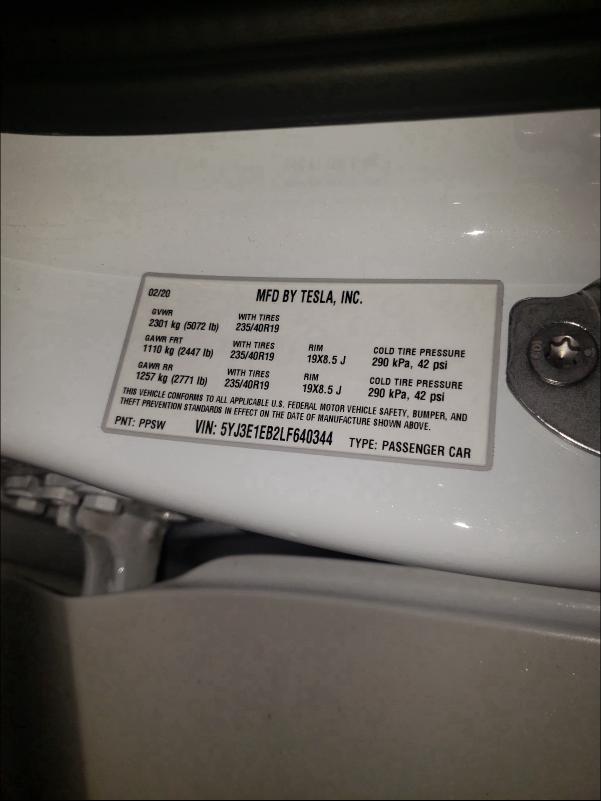 02/20 MFD BY TESLA, INC.
GVWR WITH TIRES
2301 kg (5072 lb) 235/40R19
GAWR FRT WITH TIRES RIM COLD TIRE PRESSURE
1110 kg (2447 lb) 235/40R19 19X8.5 J 290 kPa, 42 psi
GAWR RR WITH TIRES RIM COLD TIRE PRESSURE
1257 kg (2771 lb) 235/40R19 19X8.5 J 290 kPa, 42 psi
THIS VEHICLE CONFORMS TO ALL APPLICABLE U.S. FEDERAL MOTOR VEHICLE SAFETY, BUMPER, AND
THEFT PREVENTION STANDARDS IN EFFECT ON THE DATE OF MANUFACTURE SHOWN ABOVE.
PNT: PPSW VIN: 5YJ3E1EB2LF640344 TYPE: PASSENGER CAR